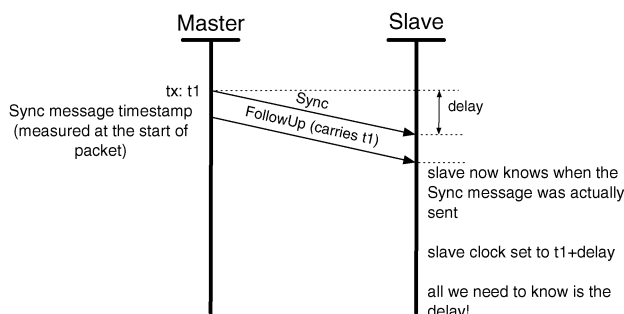 Master
Slave
tx: t1
Sync message timestamp
(measured at the start of
packet)
Sync
FollowUp (carries t1)
delay
slave now knows when the
Sync message was actually
sent
slave clock set to t1+delay
all we need to know is the
delay!